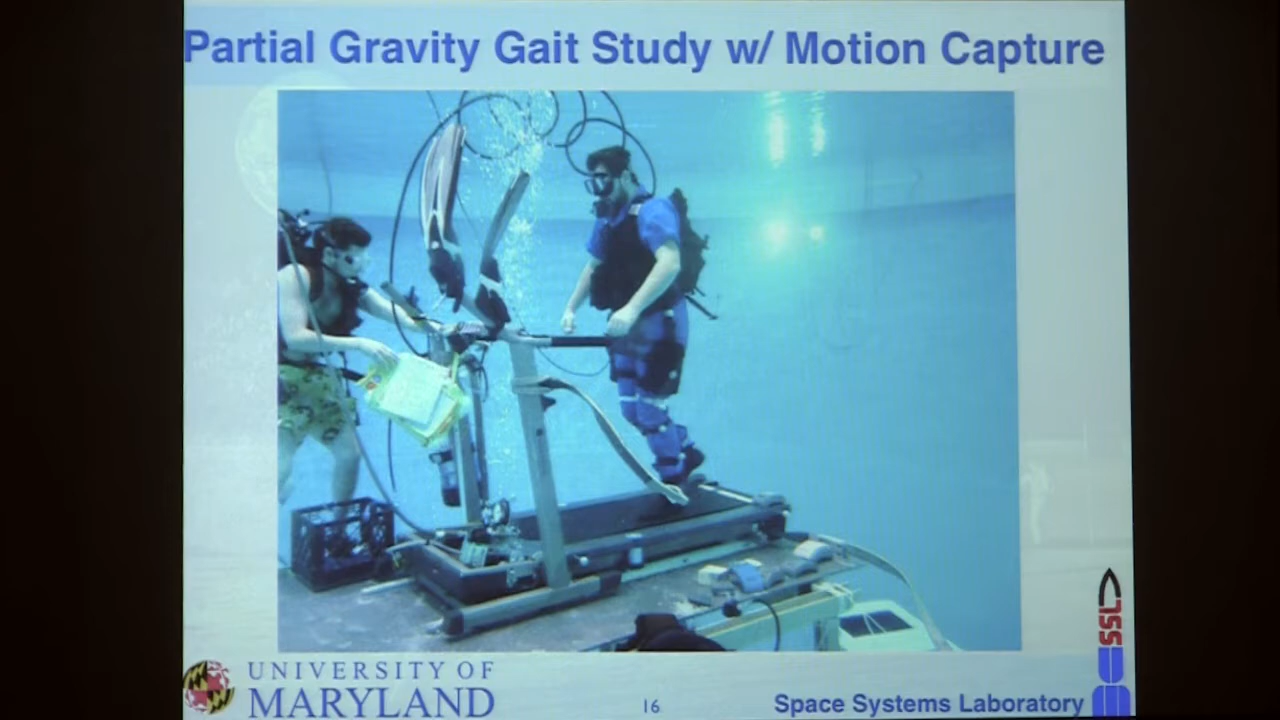 Partial Gravity Gait Study w/ Motion Capture
UNIVERSITY OF
MARYLAND
16
Space Systems Laboratory
SSL